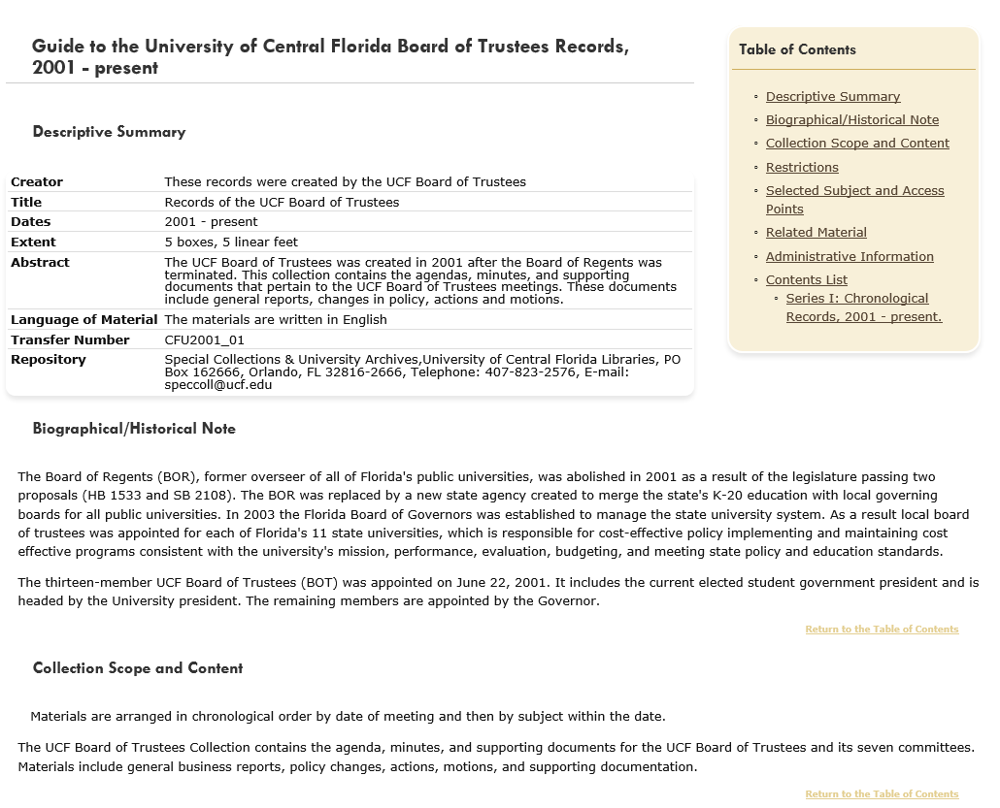 Guide to the University of Central Florida Board of Trustees Records,
2001 - present
Descriptive Summary
Creator These records were created by the UCF Board of Trustees
Title Records of the UCF Board of Trustees
Dates 2001 - present
Extent 5 boxes, 5 linear feet
Abstract The UCF Board of Trustees was created in 2001 after the Board of Regents was
terminated. This collection contains the agendas, minutes, and supporting
documents that pertain to the UCF Board of Trustees meetings. These documents
include general reports, changes in policy, actions and motions.
Language of Material The materials are written in English
Transfer Number CFU2001_01
Repository Special Collections & University Archives,University of Central Florida Libraries, PO
Box 162666, Orlando, FL 32816-2666, Telephone: 407-823-2576, E-mail:
speccoll@ucf.edu
Table of Contents
Descriptive Summary
Biographical/Historical Note
Collection Scope and Content
Restrictions
Selected Subject and Access
Points
Related Material
Administrative Information
Contents List
Series I: Chronological
Records, 2001 - present.
Biographical/Historical Note
The Board of Regents (BOR), former overseer of all of Florida's public universities, was abolished in 2001 as a result of the legislature passing two
proposals (HB 1533 and SB 2108). The BOR was replaced by a new state agency created to merge the state's K-20 education with local governing
boards for all public universities. In 2003 the Florida Board of Governors was established to manage the state university system. As a result local board
of trustees was appointed for each of Florida's 11 state universities, which is responsible for cost-effective policy implementing and maintaining cost
effective programs consistent with the university's mission, performance, evaluation, budgeting, and meeting state policy and education standards.
The thirteen-member UCF Board of Trustees (BOT) was appointed on June 22, 2001. It includes the current elected student government president and is
headed by the University president. The remaining members are appointed by the Governor.
Return to the Table of Contents
Collection Scope and Content
Materials are arranged in chronological order by date of meeting and then by subject within the date.
The UCF Board of Trustees Collection contains the agenda, minutes, and supporting documents for the UCF Board of Trustees and its seven committees.
Materials include general business reports, policy changes, actions, motions, and supporting documentation.
Return to the Table of Contents